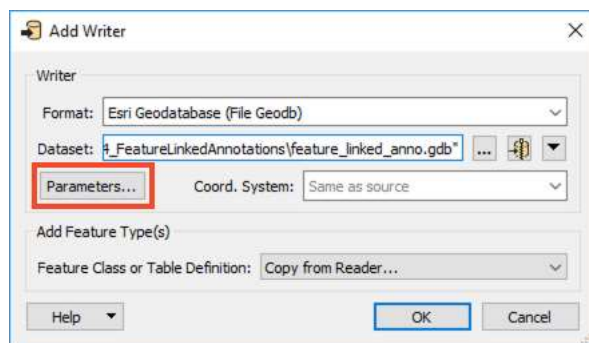 Add Writer
Writer
Format: Esri Geodatabase (File Geodb)
Dataset: 4_FeatureLinkedAnnotations\feature_linked_anno.gdb" ...
Parameters... Coord. System: Same as source
Add Feature Type(s)
Feature Class or Table Definition: Copy from Reader...
Help OK Cancel